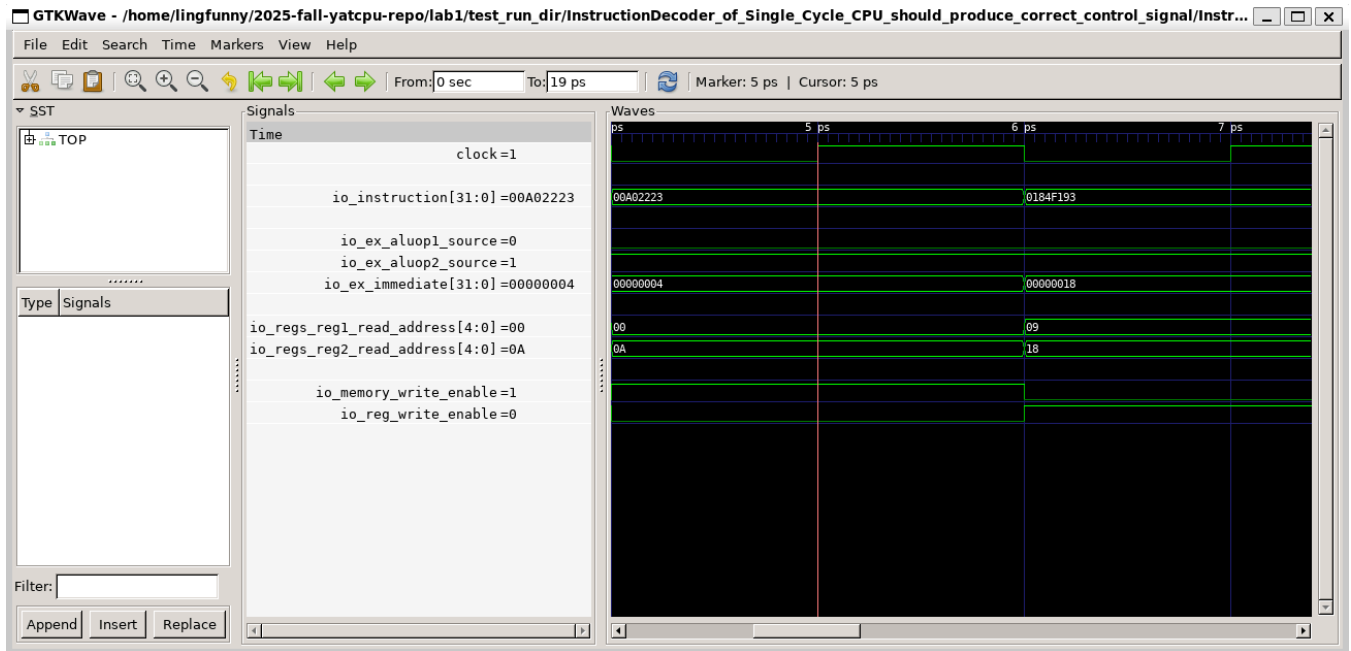 GTKWave - /home/lingfunny/2025-fall-yatcpu-repo/lab1/test_run_dir/InstructionDecoder_of_Single_Cycle_CPU_should_produce_correct_control_signal/Instr...
File Edit Search Time Markers View Help
From: 0 sec To: 19 ps Marker: 5 ps | Cursor: 5 ps
SST
TOP
Type Signals
Filter:
Append Insert Replace
Signals
Time
clock=1
io_instruction[31:0]=00A02223
io_ex_aluop1_source=0
io_ex_aluop2_source=1
io_ex_immediate[31:0]=00000004
io_regs_reg1_read_address[4:0]=00
io_regs_reg2_read_address[4:0]=0A
io_memory_write_enable=1
io_reg_write_enable=0
Waves
ps 5 ps 6 ps 7 ps
00A02223 0184F193
00000004 00000018
00 09
0A 18